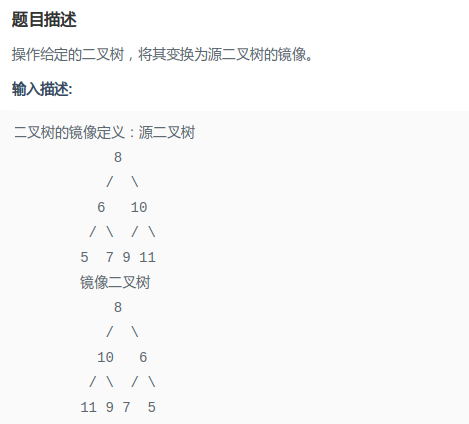 题目描述
操作给定的二叉树，将其变换为源二叉树的镜像。
输入描述:
二叉树的镜像定义：源二叉树
8
/ \
6 10
/ \ / \
5 7 9 11
镜像二叉树
8
/ \
10 6
/ \ / \
11 9 7 5